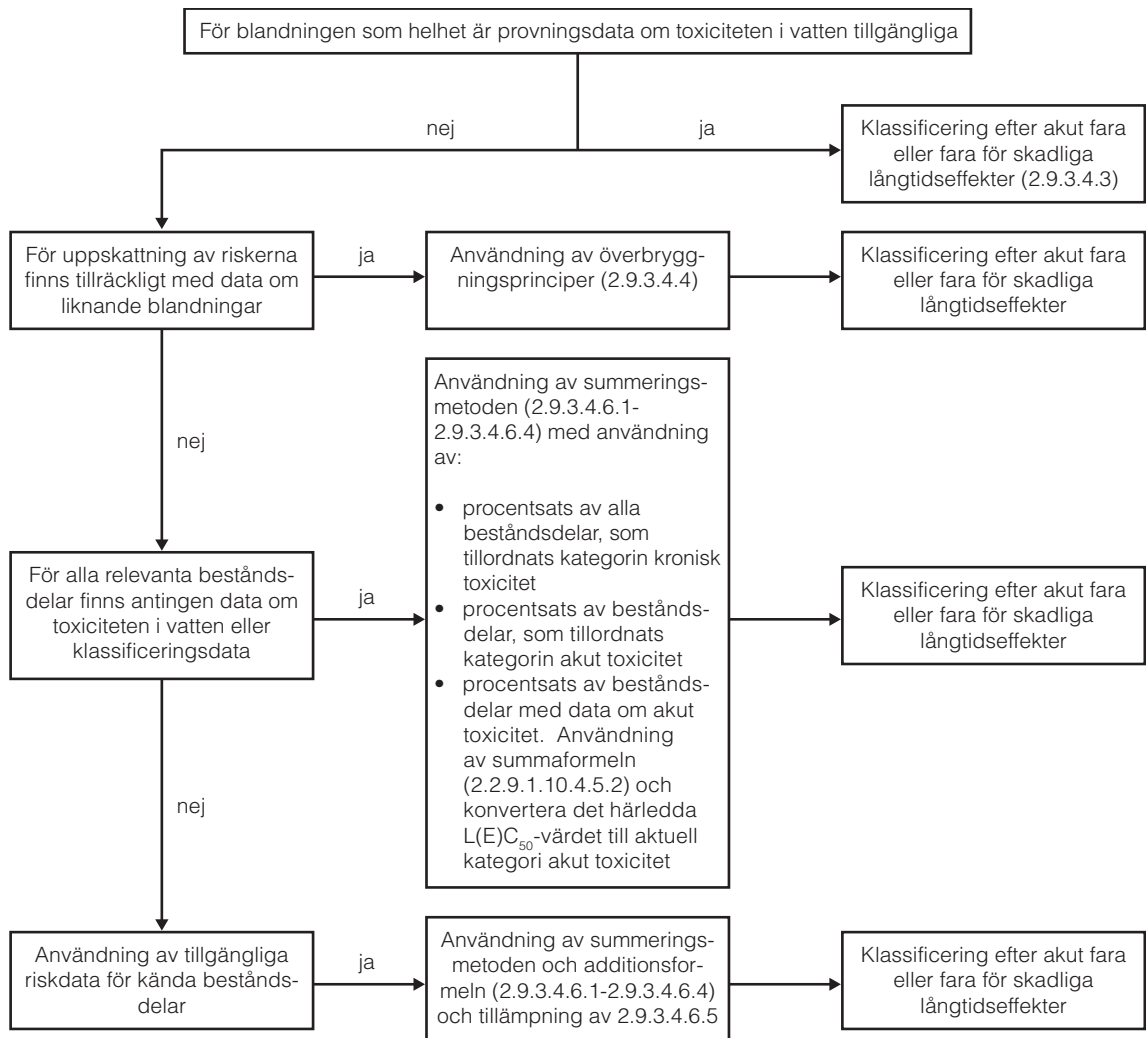 För blandningen som helhet är provningsdata om toxiciteten i vatten tillgängliga
nej
ja
Klassificering efter akut fara
eller fara för skadliga
långtidseffekter (2.9.3.4.3)
För uppskattning av riskerna
finns tillräckligt med data om
liknande blandningar
ja
Användning av överbrygg-
ningsprinciper (2.9.3.4.4)
Klassificering efter akut fara
eller fara för skadliga
långtidseffekter
nej
För alla relevanta bestånds-
delar finns antingen data om
toxiciteten i vatten eller
klassificeringsdata
ja
Användning av summerings-
metoden (2.9.3.4.6.1-
2.9.3.4.6.4) med användning
av:
• procentsats av alla
beståndsdelar, som
tillordnats kategorin kronisk
toxicitet
• procentsats av bestånds-
delar, som tillordnats
kategorin akut toxicitet
• procentsats av bestånds-
delar med data om akut
toxicitet. Användning
av summaformeln
(2.2.9.1.10.4.5.2) och
konvertera det härledda
L(E)C50-värdet till aktuell
kategori akut toxicitet
Klassificering efter akut fara
eller fara för skadliga
långtidseffekter
nej
Användning av tillgängliga
riskdata för kända bestånds-
delar
ja
Användning av summerings-
metoden och additionsfor-
meln (2.9.3.4.6.1-2.9.3.4.6.4)
och tillämpning av 2.9.3.4.6.5
Klassificering efter akut fara
eller fara för skadliga
långtidseffekter